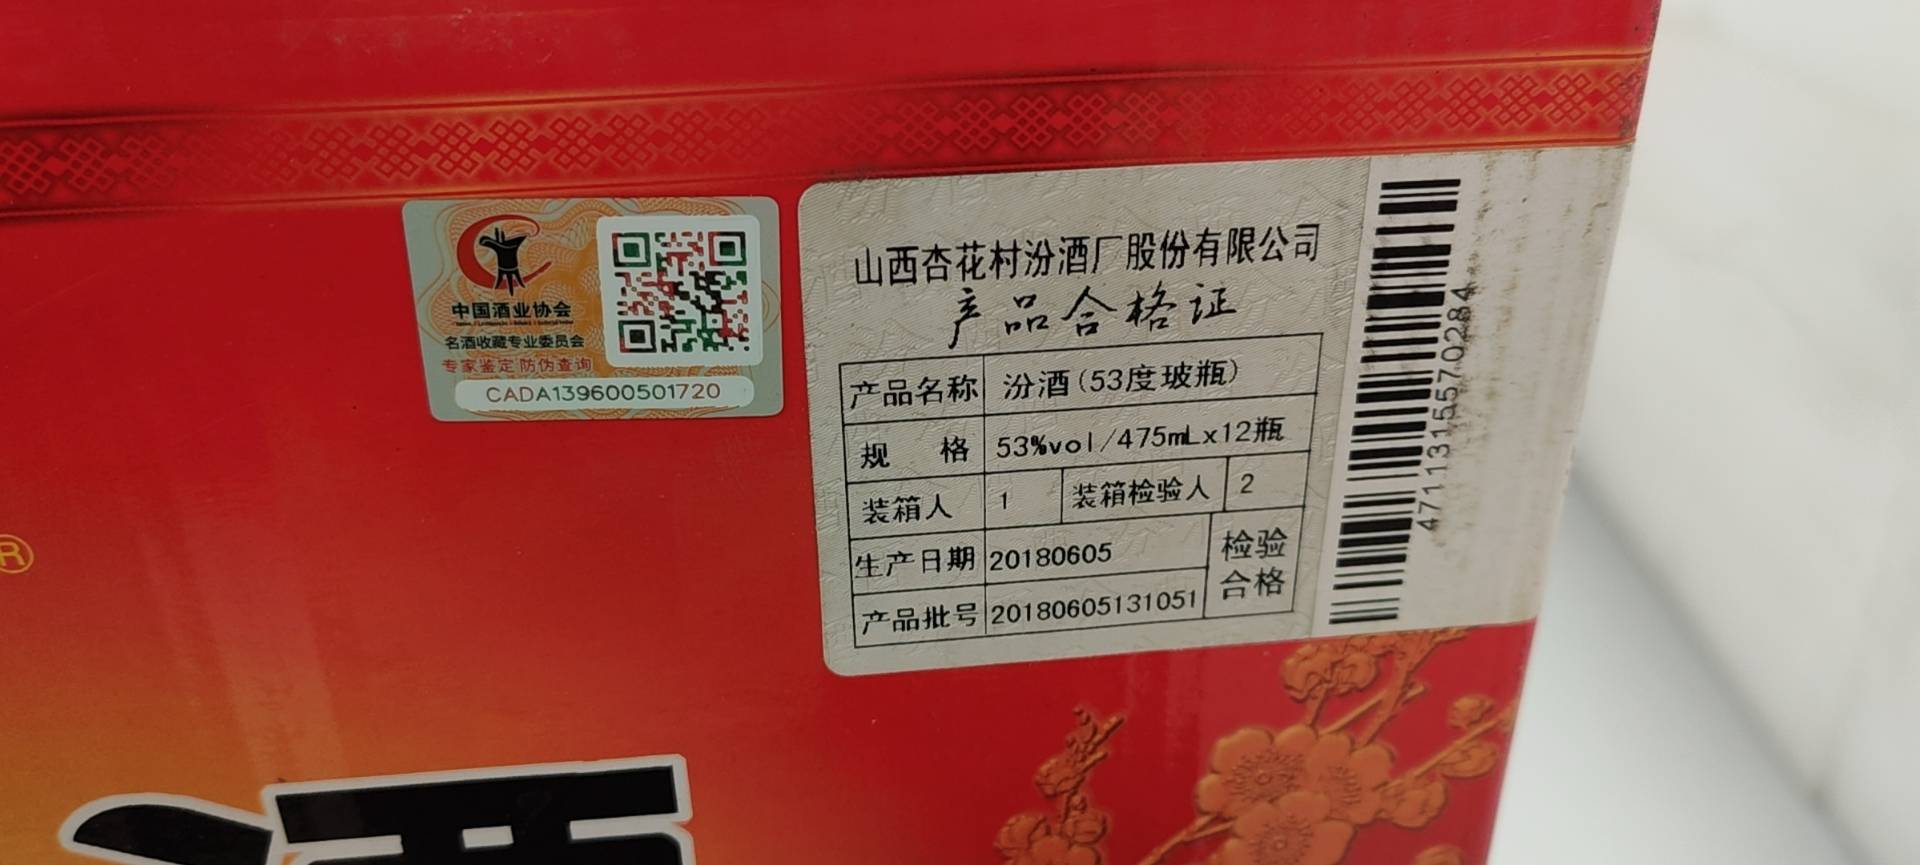 中国酒业协会
名酒收藏专业委员会
专家鉴定 防伪查询
CADA139600501720
山西杏花村汾酒厂股份有限公司
产品合格证
产品名称 汾酒(53度玻瓶)
规 格 53%vol/475mLx12瓶
装箱人 1 装箱检验人 2
生产日期 20180605 检验
产品批号 20180605131051 合格
4711315570284
®
酒